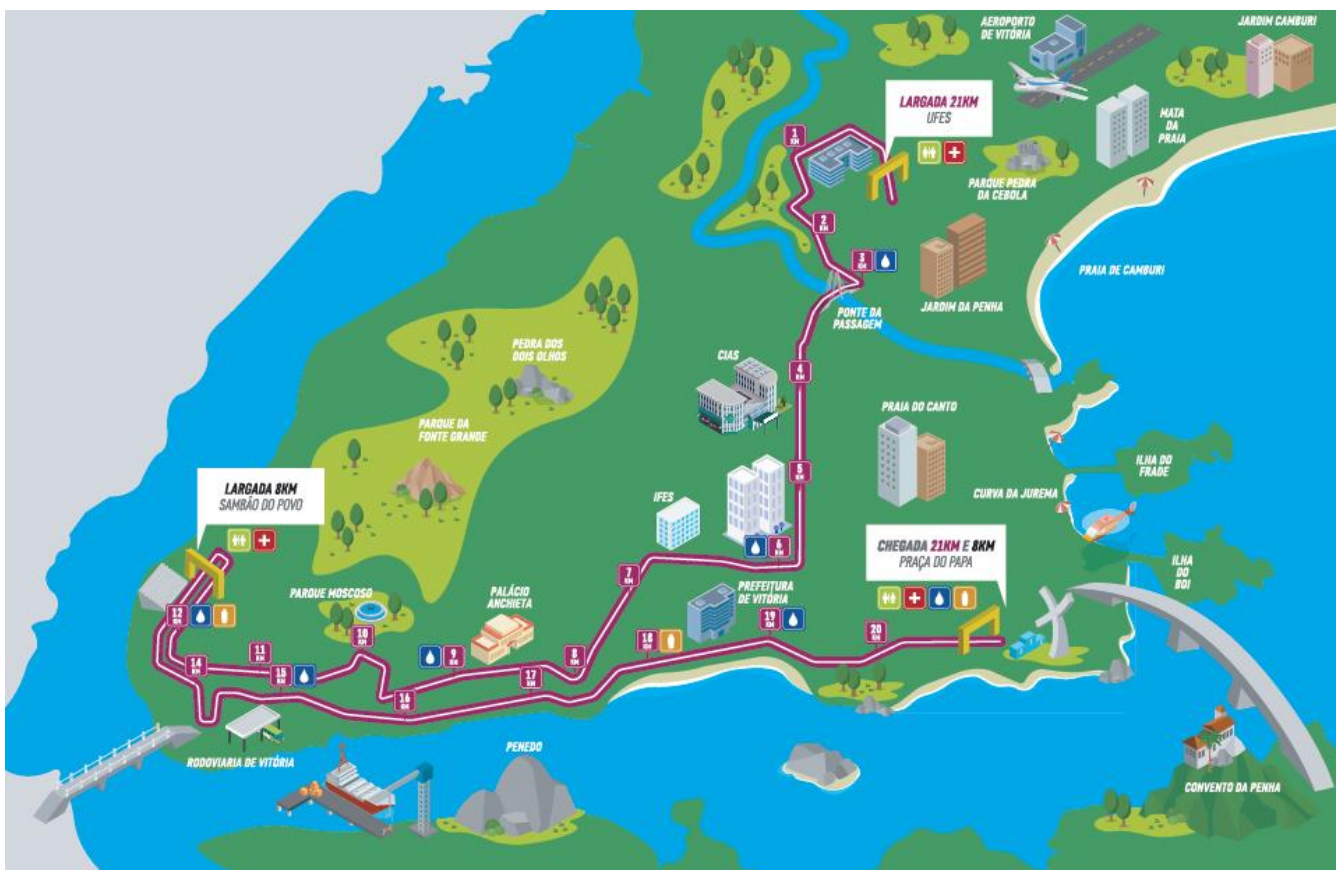 AEROPORTO
DE VITÓRIA
JARDIM CAMBURI
LARGADA 21KM
UFES
MATA
DA
PRAIA
1
KM
PARQUE PEDRA
DA CEBOLA
2
KM
3
KM
PRAIA DE CAMBURI
JARDIM DA PENHA
PONTE DA
PASSAGEM
PEDRA DOS
DOIS OLHOS
CIAS
4
KM
PRAIA DO CANTO
PARQUE DA
FONTE GRANDE
ILHA DO
FRADE
5
KM
LARGADA 8KM
SAMBÃO DO POVO
IFES
CURVA DA JUREMA
6
KM
CHEGADA 21KM E 8KM
PRAÇA DO PAPA
ILHA
DO
BOI
7
KM
PARQUE MOSCOSO
PALÁCIO
ANCHIETA
PREFEITURA
DE VITÓRIA
12
KM
19
KM
20
KM
10
KM
18
KM
11
KM
9
KM
8
KM
14
KM
15
KM
17
KM
16
KM
RODOVIARIA DE VITÓRIA
PENEDO
CONVENTO DA PENHA